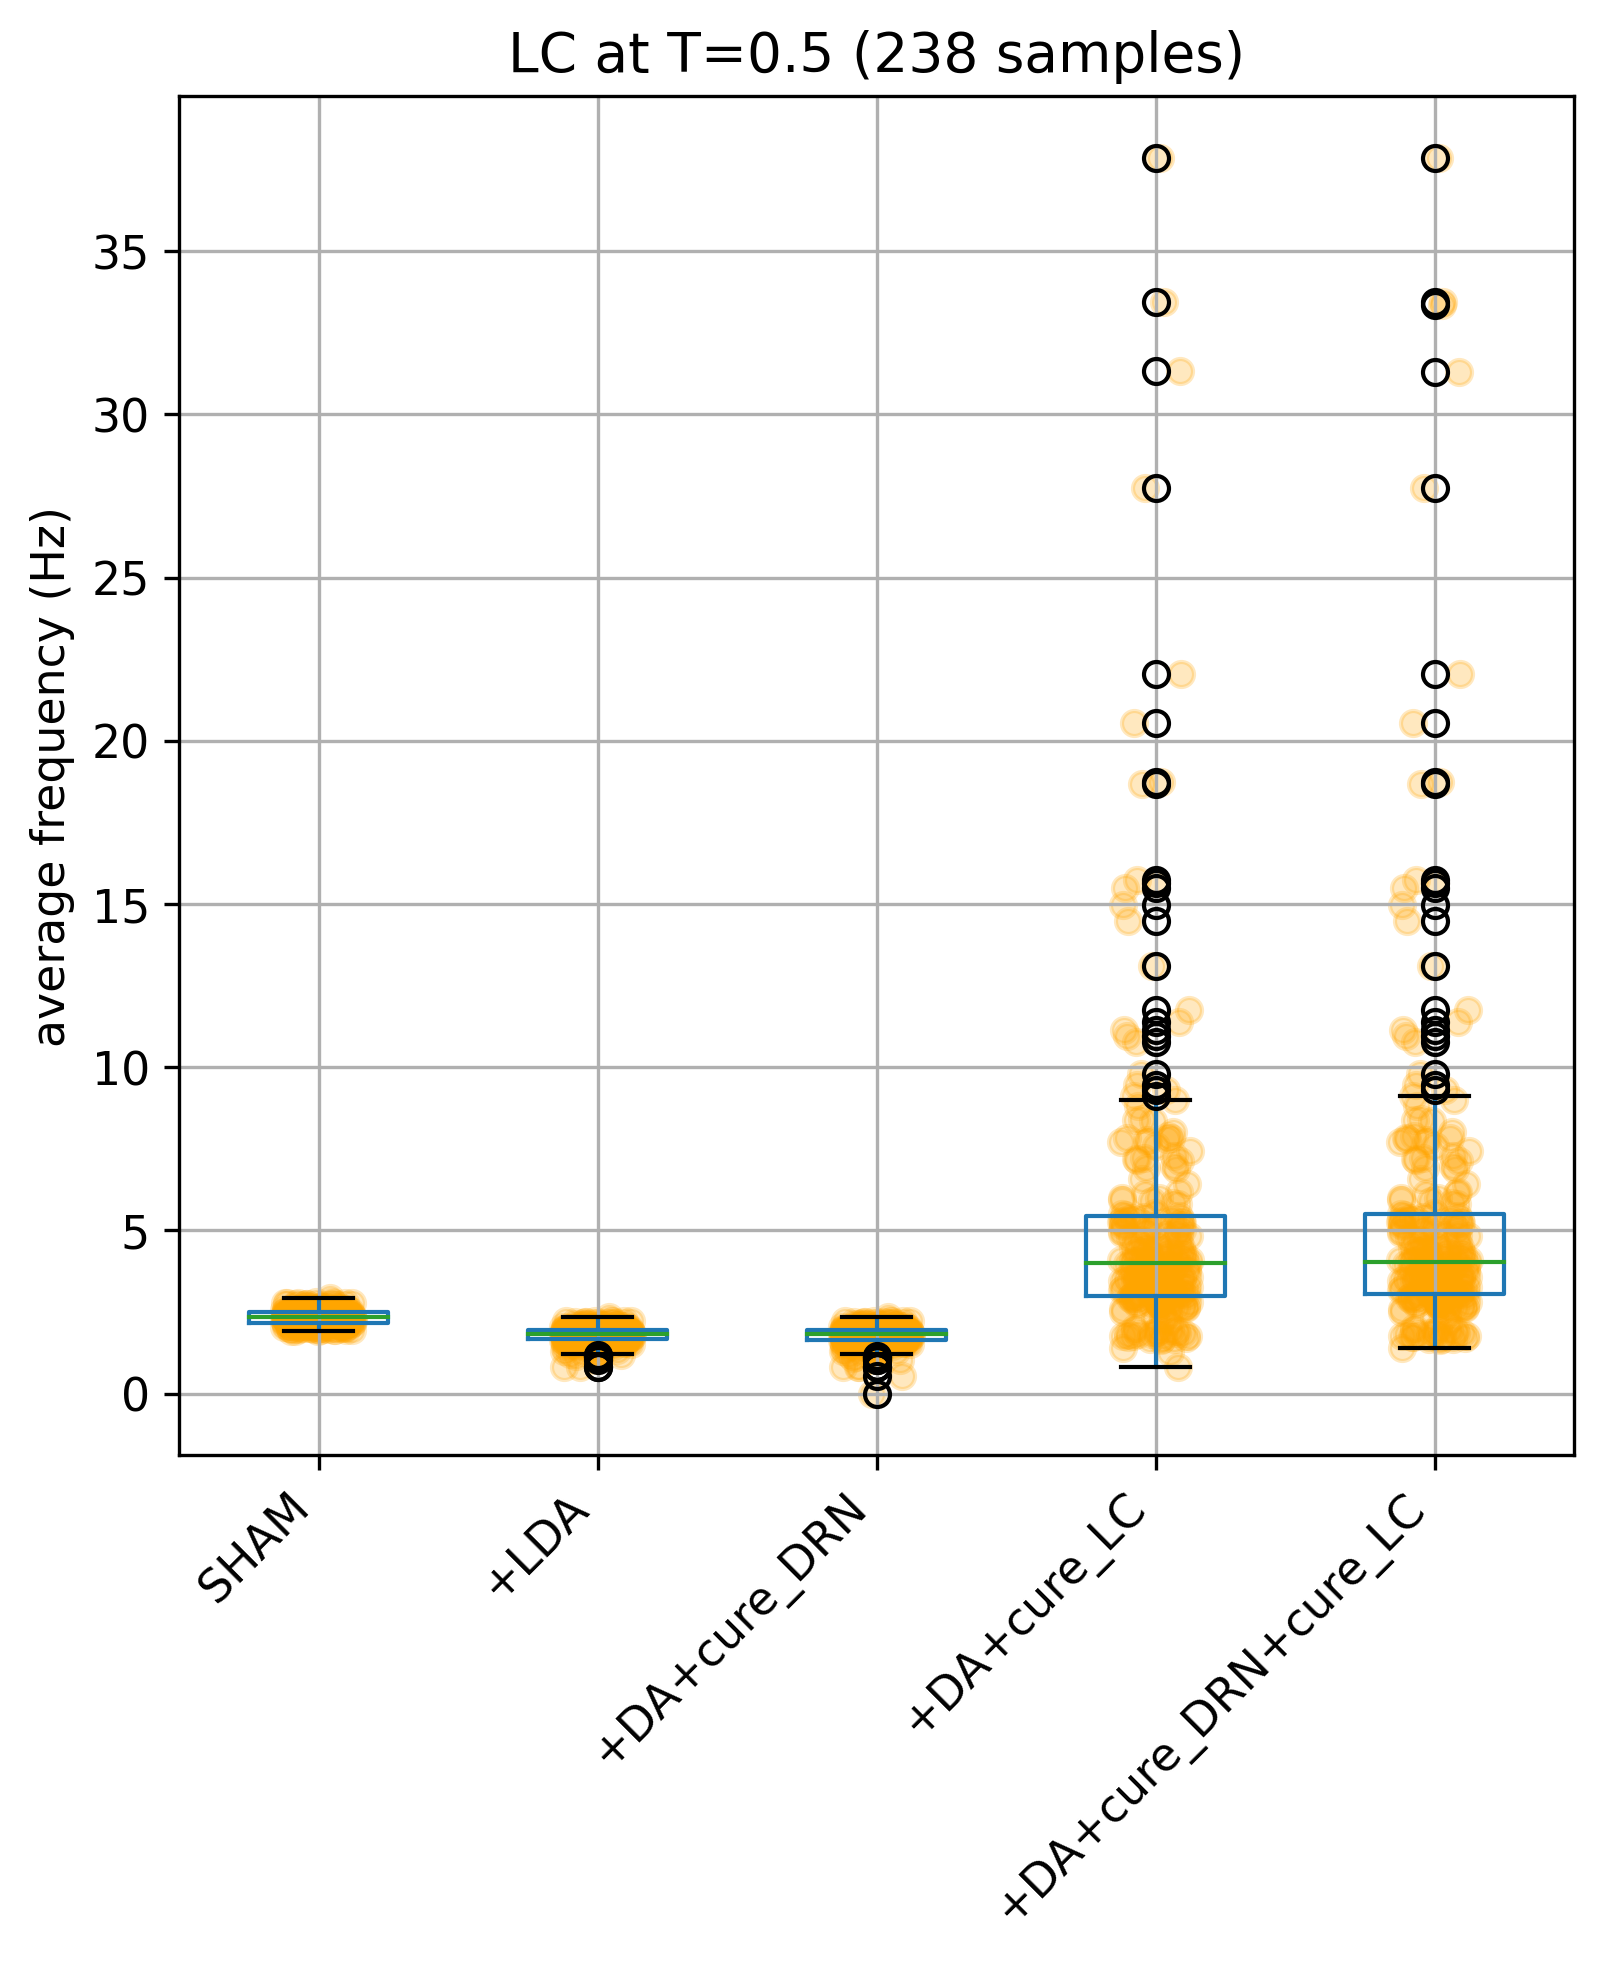 LC at T=0.5 (238 samples)
average frequency (Hz)
35
30
25
20
15
10
5
0
SHAM
+LDA
+DA+cure_DRN
+DA+cure_LC
+DA+cure_DRN+cure_LC